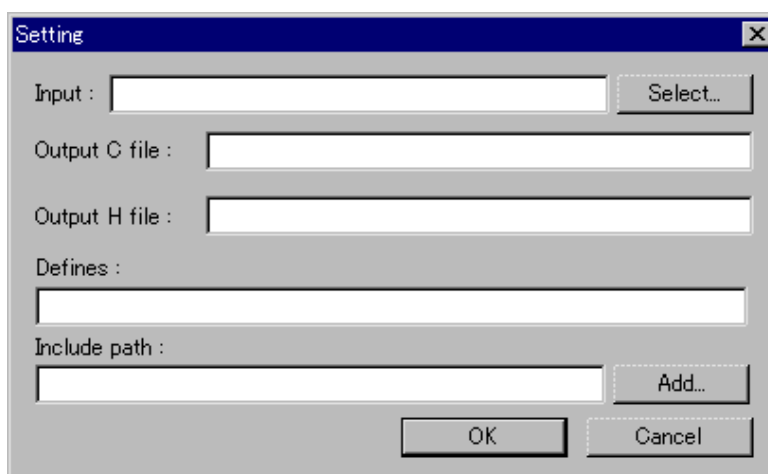 Setting
Input : Select...
Output C file :
Output H file :
Defines :
Include path :
Add...
OK Cancel